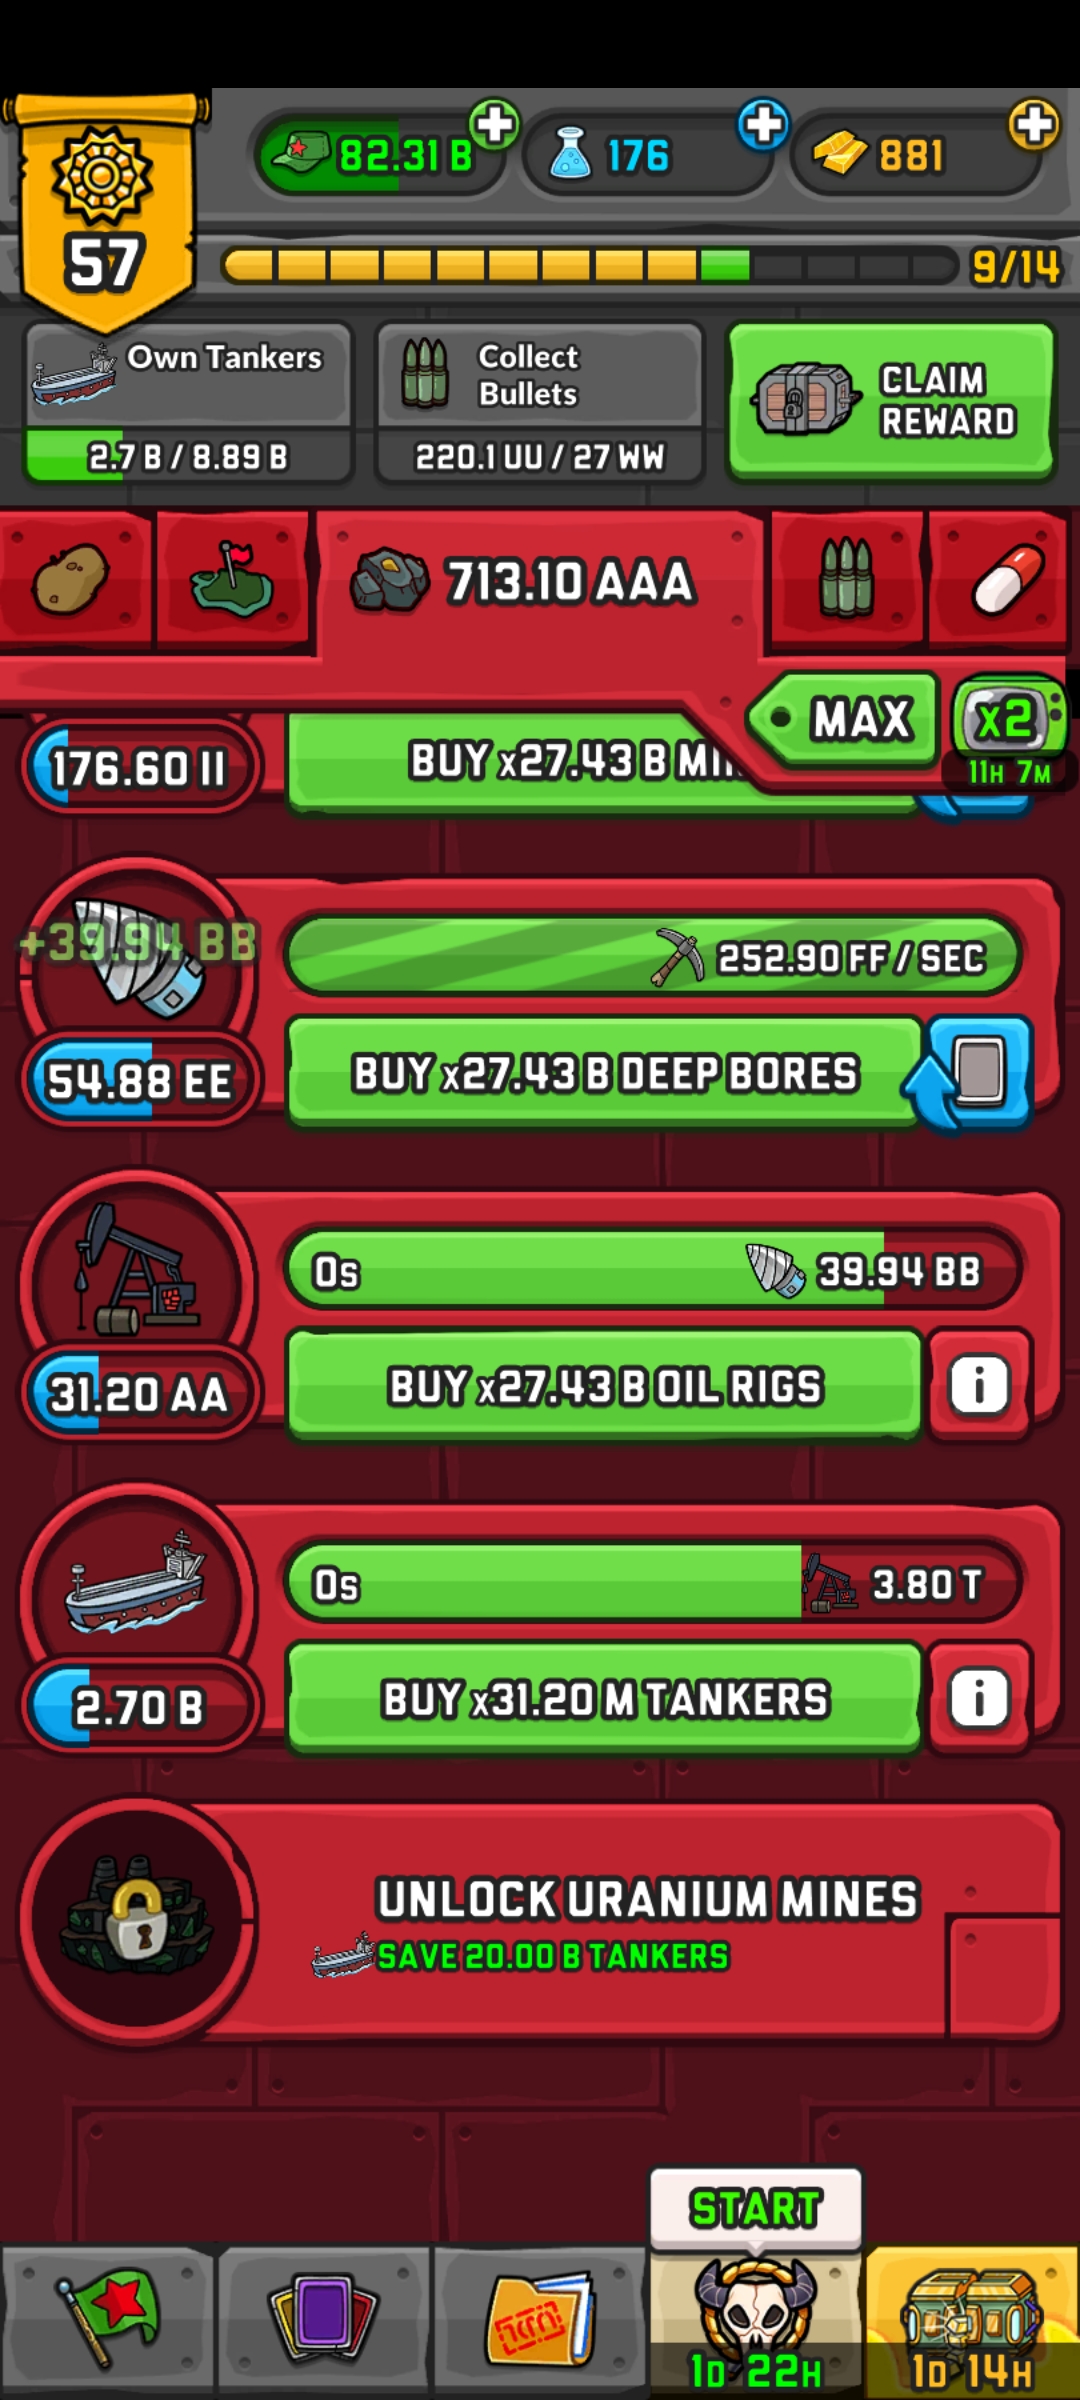 82.31 B
176
881
57
9/14
Own Tankers
2.7 B / 8.89 B
Collect
Bullets
220.1 UU / 27 WW
CLAIM
REWARD
713.10 AAA
MAX
x2
11H 7M
176.60 II
BUY x27.43 B
+39.94 BB
252.90 FF / SEC
54.88 EE
BUY x27.43 B DEEP BORES
0s
39.94 BB
31.20 AA
BUY x27.43 B OIL RIGS
0s
3.80 T
2.70 B
BUY x31.20 M TANKERS
UNLOCK URANIUM MINES
SAVE 20.00 B TANKERS
START
1D 22H
1D 14H